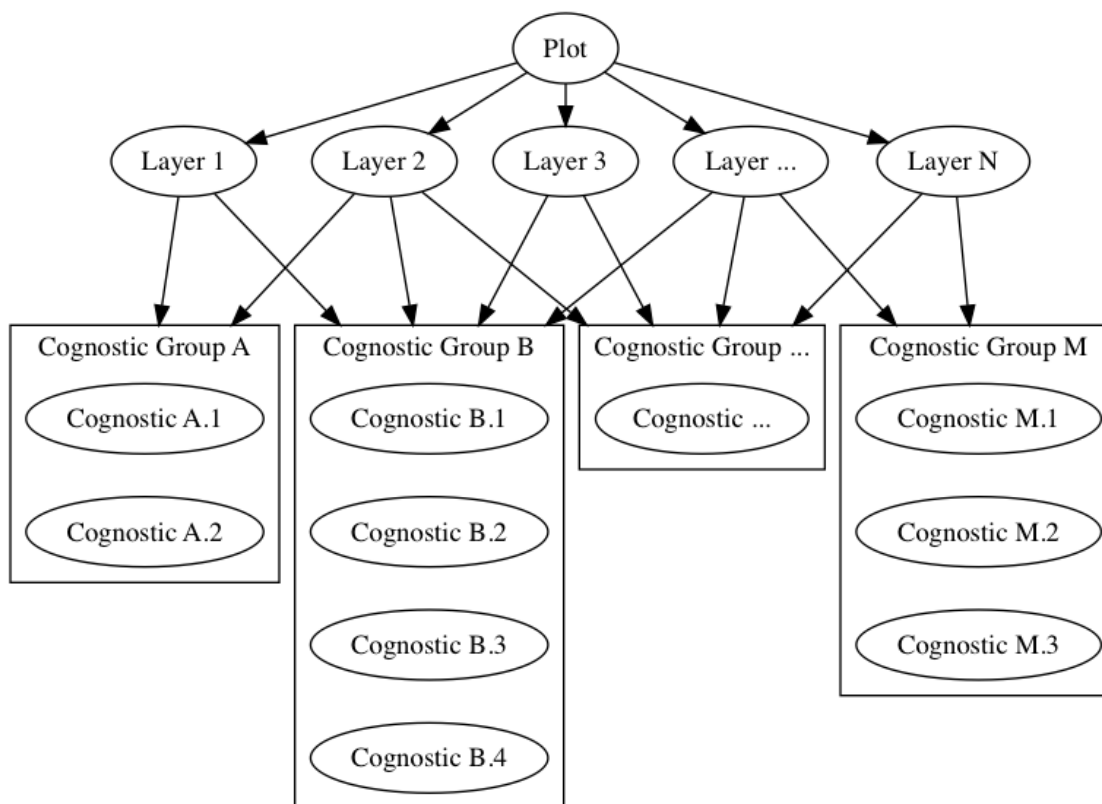 Plot
Layer 1
Layer 2
Layer 3
Layer ...
Layer N
Cognostic Group A
Cognostic A.1
Cognostic A.2
Cognostic Group B
Cognostic B.1
Cognostic B.2
Cognostic B.3
Cognostic B.4
Cognostic Group ...
Cognostic ...
Cognostic Group M
Cognostic M.1
Cognostic M.2
Cognostic M.3